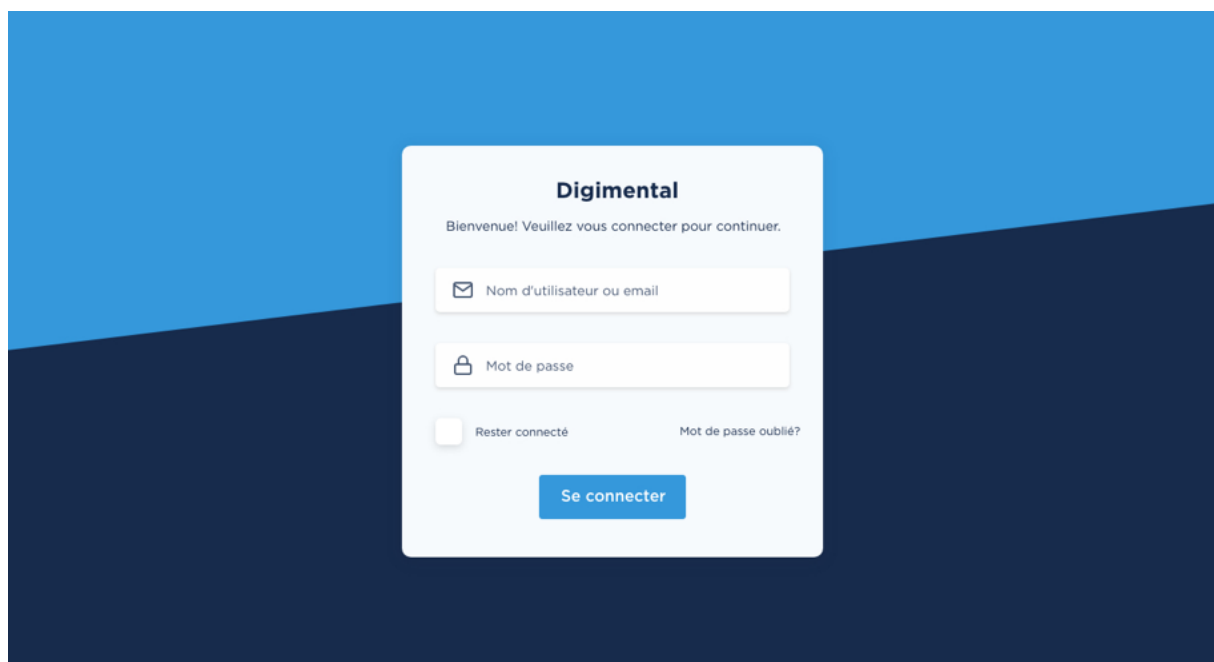 Digimental
Bienvenue! Veuillez vous connecter pour continuer.
Nom d'utilisateur ou email
Mot de passe
Rester connecté
Mot de passe oublié?
Se connecter